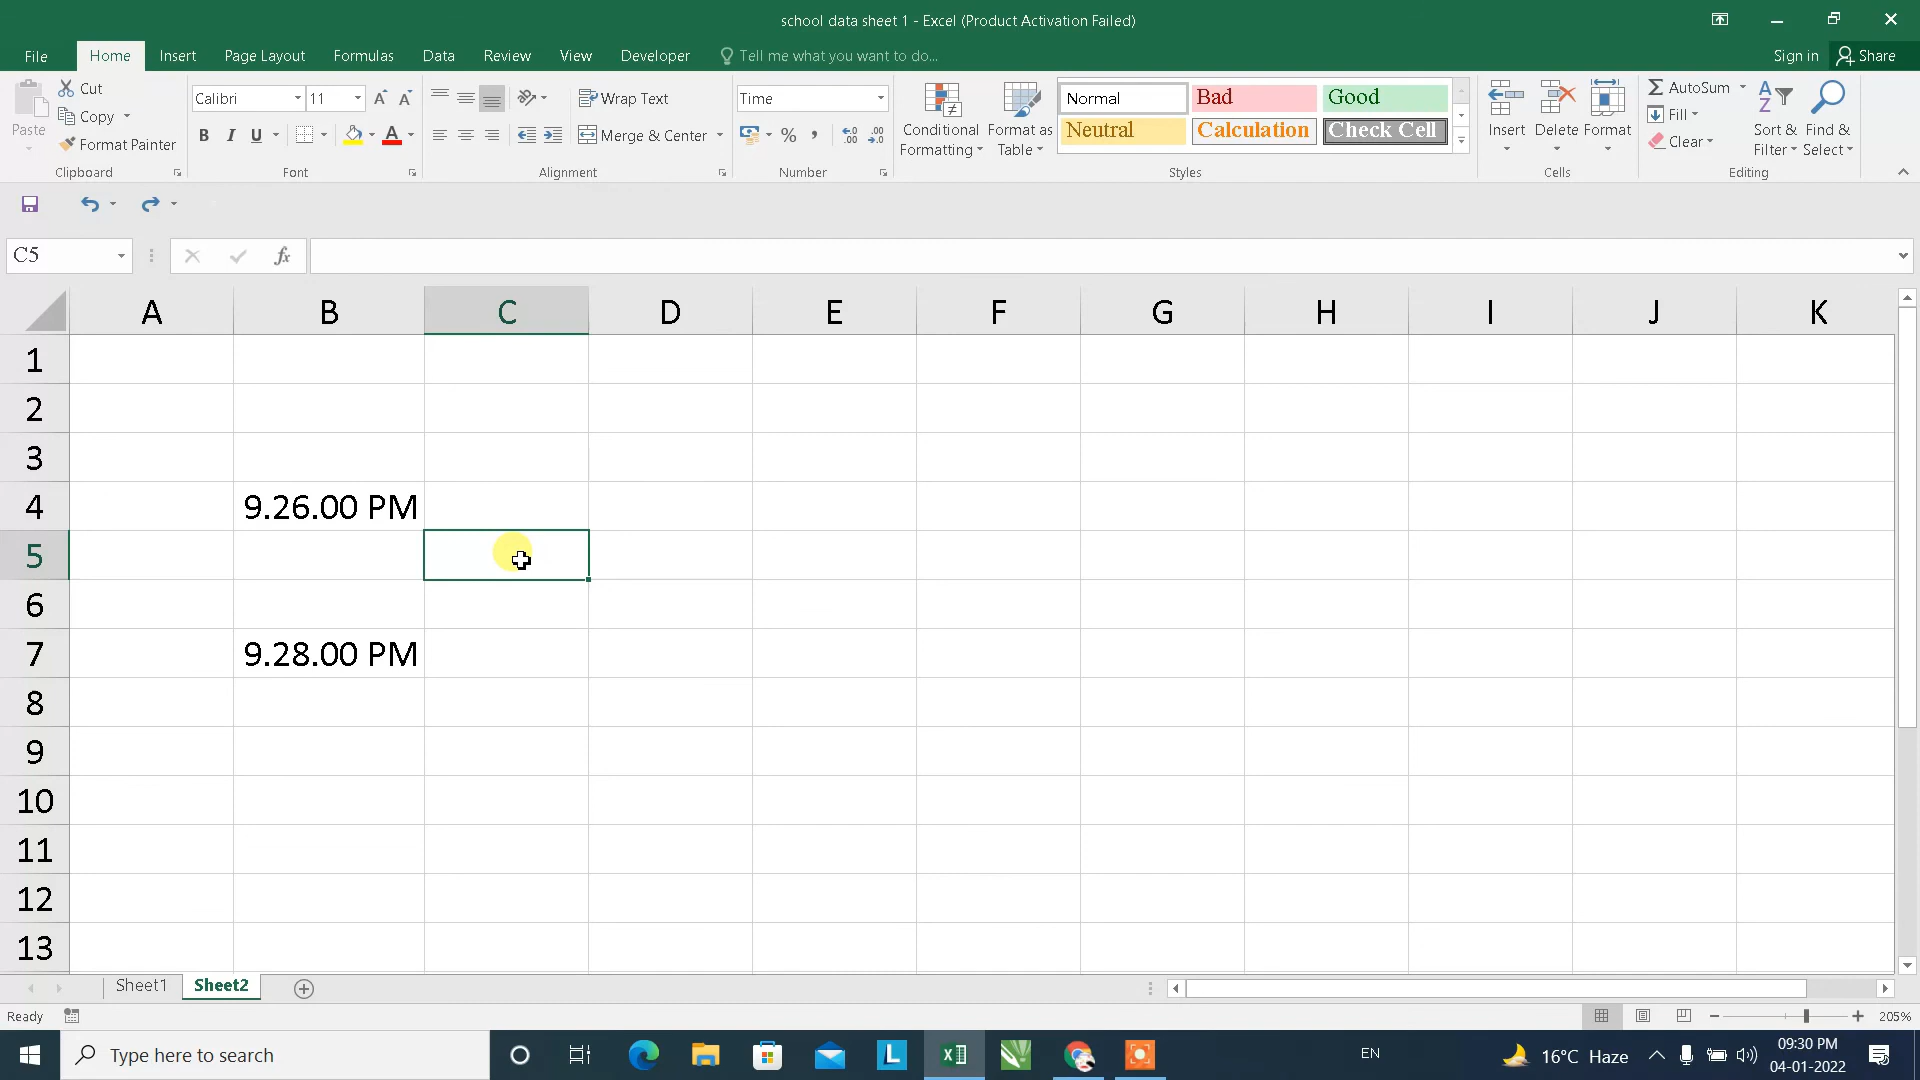 school data sheet 1 - Excel (Product Activation Failed)
File Home Insert Page Layout Formulas Data Review View Developer Tell me what you want to do... Sign in Share
Paste Cut Copy Format Painter
Calibri 11 B I U
Wrap Text
Merge & Center
Time
%
Conditional Formatting
Format as Table
Normal Bad Good
Neutral Calculation Check Cell
Insert Delete Format
AutoSum
Fill
Clear
Sort & Filter
Find & Select
Clipboard Font Alignment Number Styles Cells Editing
C5 fx
A B C D E F G H I J K
1
2
3
4 9.26.00 PM
5
6
7 9.28.00 PM
8
9
10
11
12
13
Sheet1 Sheet2
Ready 205%
Type here to search EN 16°C Haze 09:30 PM
04-01-2022